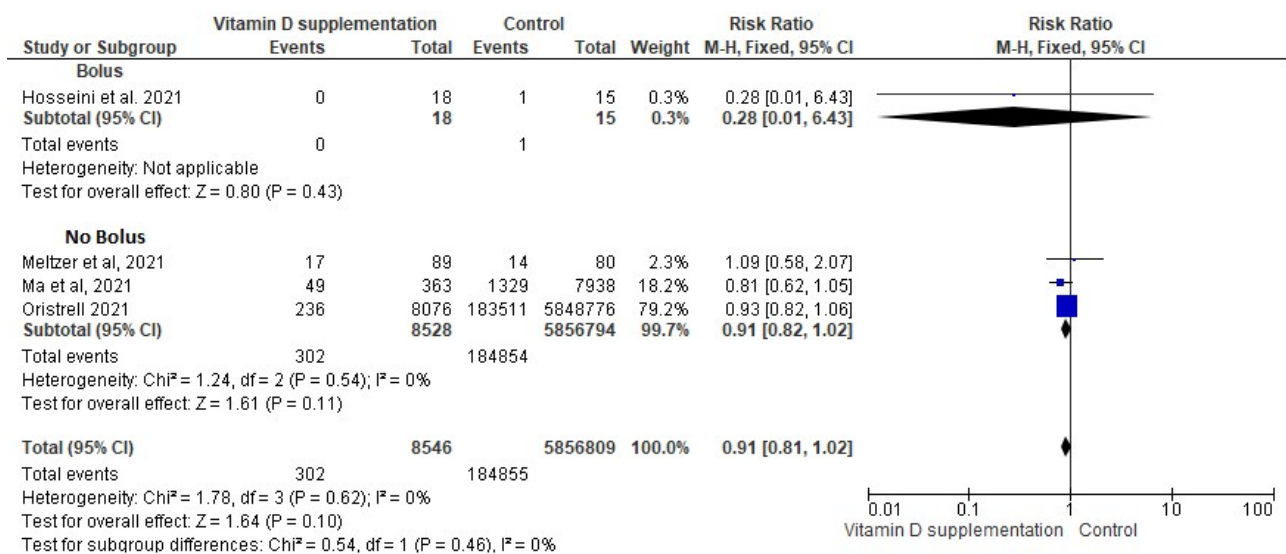 Vitamin D supplementation Control Risk Ratio Risk Ratio
Study or Subgroup Events Total Events Total Weight M-H, Fixed, 95% CI M-H, Fixed, 95% CI
Bolus
Hosseini et al. 2021 0 18 1 15 0.3% 0.28 [0.01, 6.43]
Subtotal (95% CI) 18 15 0.3% 0.28 [0.01, 6.43]
Total events 0 1
Heterogeneity: Not applicable
Test for overall effect: Z = 0.80 (P = 0.43)
No Bolus
Meltzer et al, 2021 17 89 14 80 2.3% 1.09 [0.58, 2.07]
Ma et al, 2021 49 363 1329 7938 18.2% 0.81 [0.62, 1.05]
Oristrell 2021 236 8076 183511 5848776 79.2% 0.93 [0.82, 1.06]
Subtotal (95% CI) 8528 5856794 99.7% 0.91 [0.82, 1.02]
Total events 302 184854
Heterogeneity: Chi² = 1.24, df = 2 (P = 0.54); I² = 0%
Test for overall effect: Z = 1.61 (P = 0.11)
Total (95% CI) 8546 5856809 100.0% 0.91 [0.81, 1.02]
Total events 302 184855
Heterogeneity: Chi² = 1.78, df = 3 (P = 0.62); I² = 0%
Test for overall effect: Z = 1.64 (P = 0.10)
Test for subgroup differences: Chi² = 0.54, df = 1 (P = 0.46), I² = 0%
0.01 0.1 1 10 100
Vitamin D supplementation Control